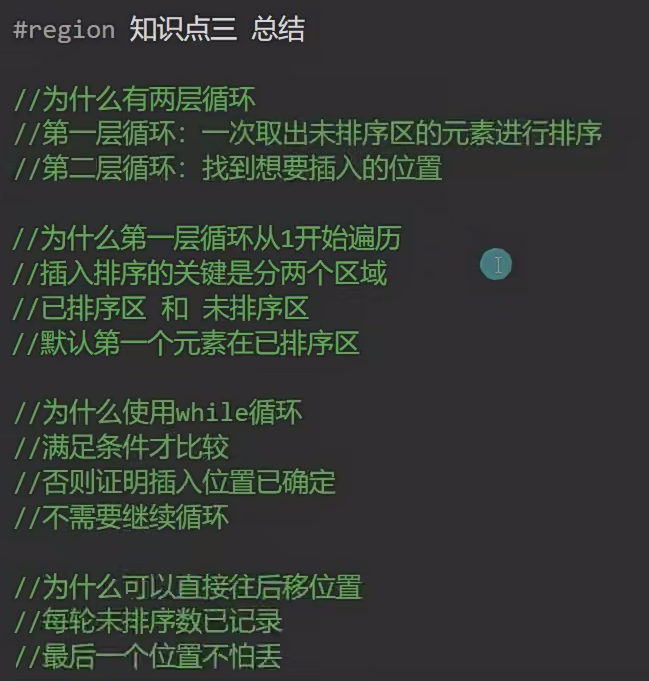 #region 知识点三 总结
//为什么有两层循环
//第一层循环：一次取出未排序区的元素进行排序
//第二层循环：找到想要插入的位置
//为什么第一层循环从1开始遍历
//插入排序的关键是分两个区域
//已排序区 和 未排序区
//默认第一个元素在已排序区
//为什么使用while循环
//满足条件才比较
//否则证明插入位置已确定
//不需要继续循环
//为什么可以直接往后移位置
//每轮未排序数已记录
//最后一个位置不怕丢